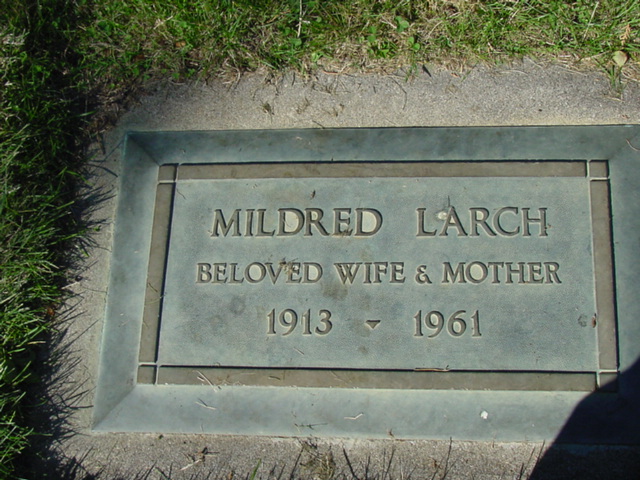 MILDRED LARCH
BELOVED WIFE & MOTHER
1913 - 1961